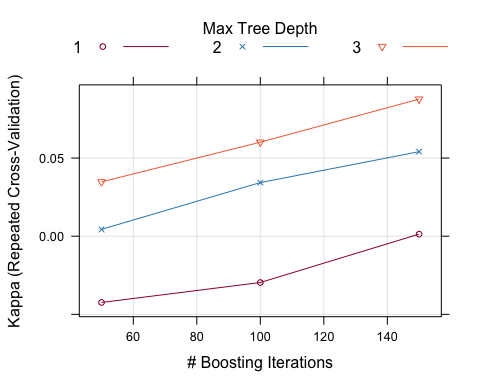 Max Tree Depth
1 2 3
Kappa (Repeated Cross-Validation)
0.05
0.00
60 80 100 120 140
# Boosting Iterations